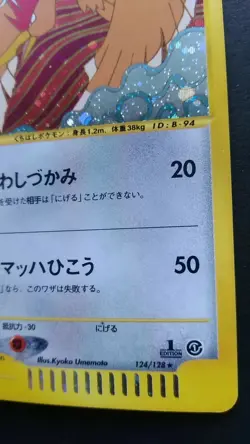 くちばしポケモン・身長1.2m、体重38kg ID：B-94
わしづかみ 20
を受けた相手は「にげる」ことができない。
マッハひこう 50
なら、このワザは失敗する。
抵抗力 -30 にげる
Illus.Kyoko Umemoto
1 EDITION
124/128★